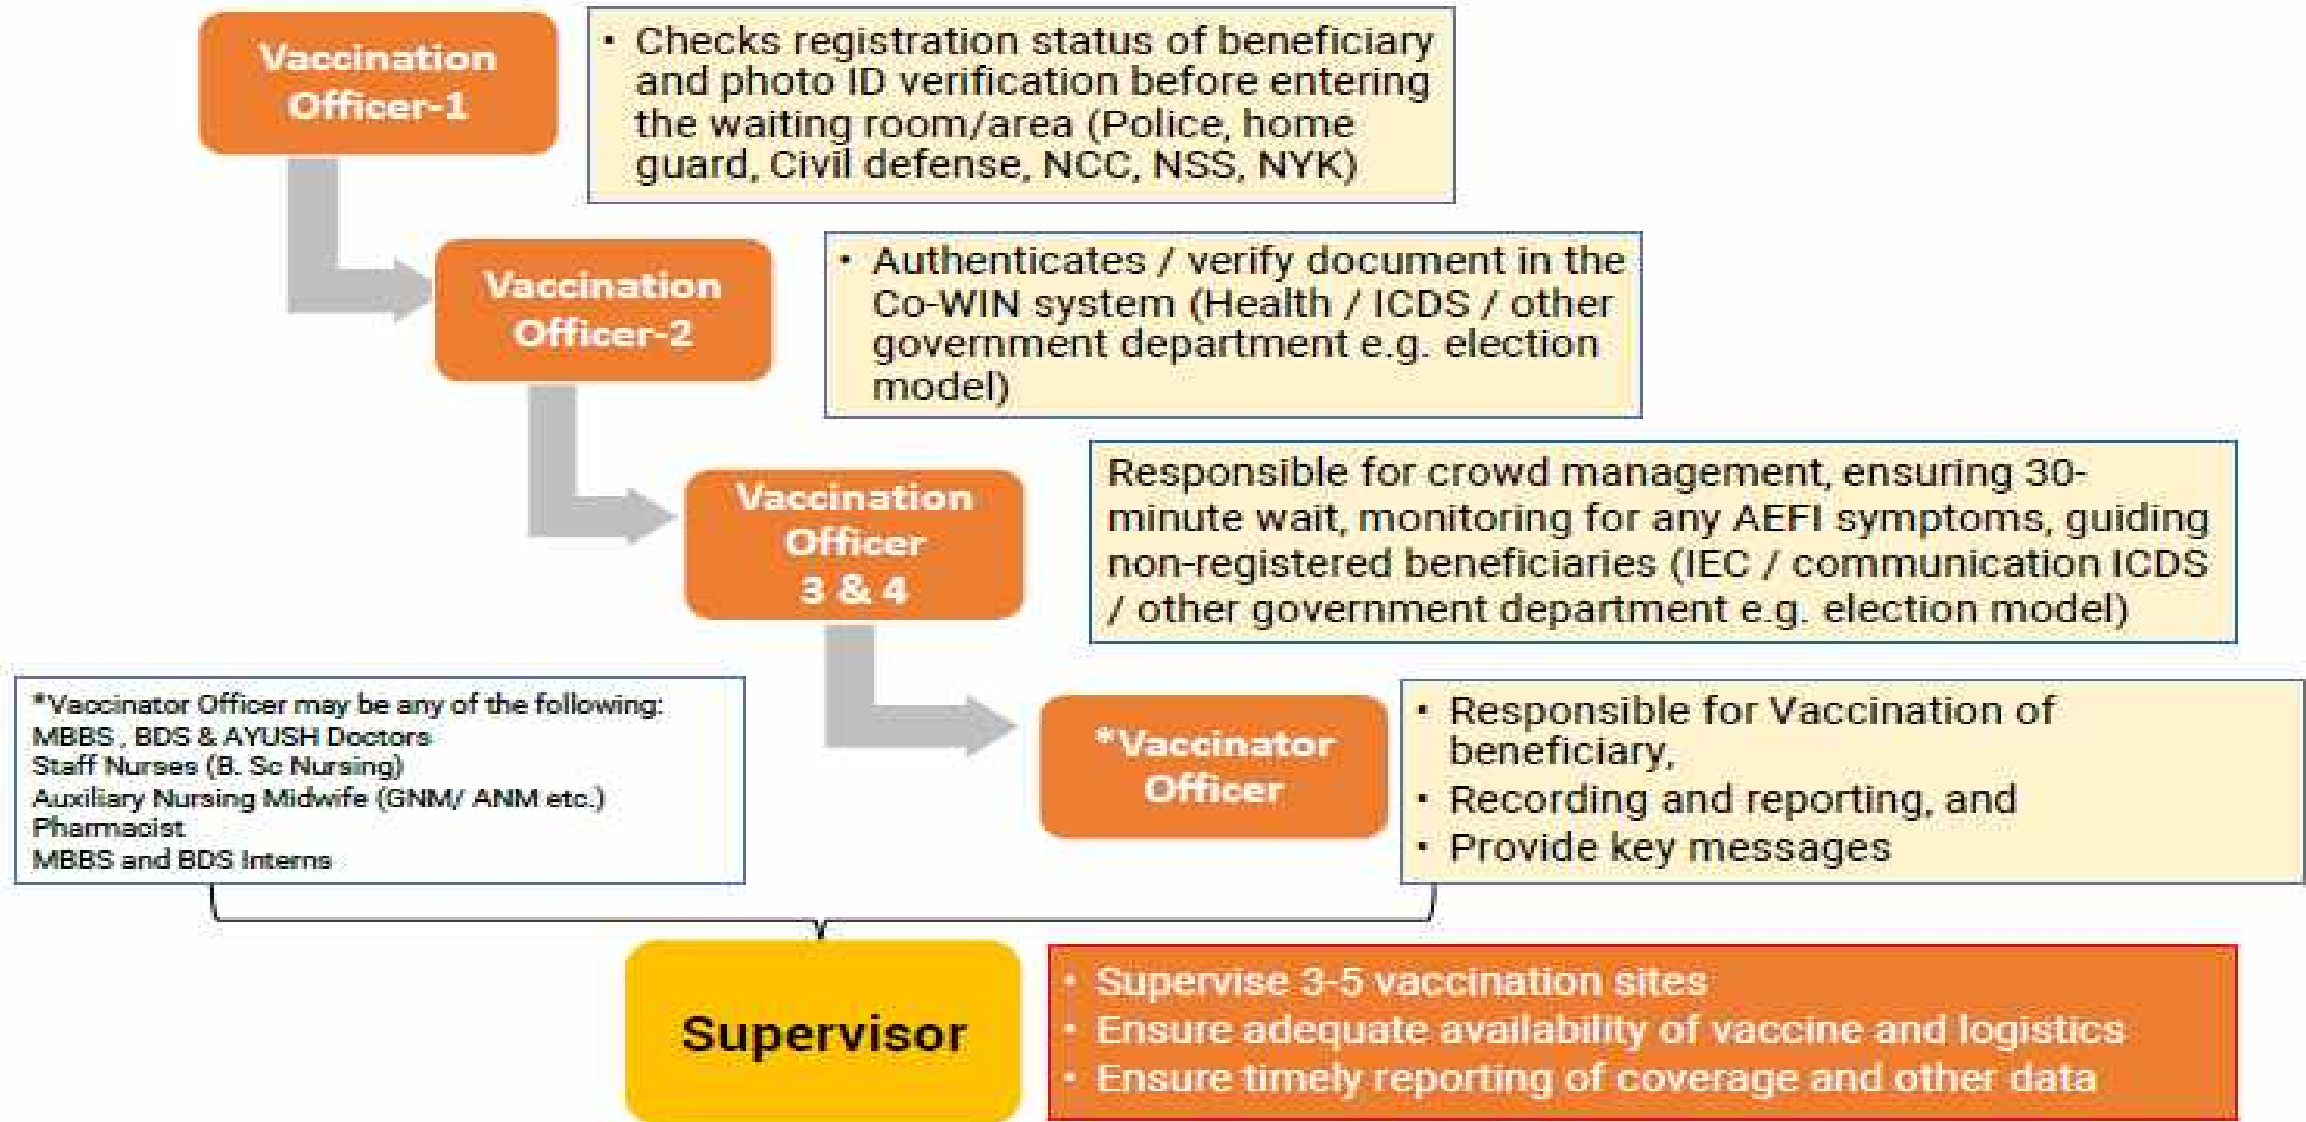 Vaccination
Officer-1
• Checks registration status of beneficiary
and photo ID verification before entering
the waiting room/area (Police, home
guard, Civil defense, NCC, NSS, NYK)
Vaccination
Officer-2
• Authenticates / verify document in the
Co-WIN system (Health / ICDS / other
government department e.g. election
model)
Vaccination
Officer
3 & 4
Responsible for crowd management, ensuring 30-
minute wait, monitoring for any AEFI symptoms, guiding
non-registered beneficiaries (IEC / communication ICDS
/ other government department e.g. election model)
*Vaccinator Officer may be any of the following:
MBBS , BDS & AYUSH Doctors
Staff Nurses (B. Sc Nursing)
Auxiliary Nursing Midwife (GNM/ ANM etc.)
Pharmacist
MBBS and BDS Interns
*Vaccinator
Officer
• Responsible for Vaccination of
beneficiary,
• Recording and reporting, and
• Provide key messages
Supervisor
• Supervise 3-5 vaccination sites
• Ensure adequate availability of vaccine and logistics
• Ensure timely reporting of coverage and other data